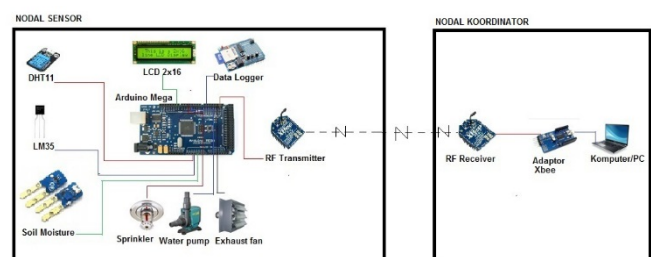 NODAL SENSOR
NODAL KOORDINATOR
DHT11
LCD 2x16
Data Logger
Arduino Mega
LM35
RF Transmitter
RF Receiver
Adaptor
Xbee
Komputer/PC
Soil Moisture
Sprinkler
Water pump
Exhaust fan